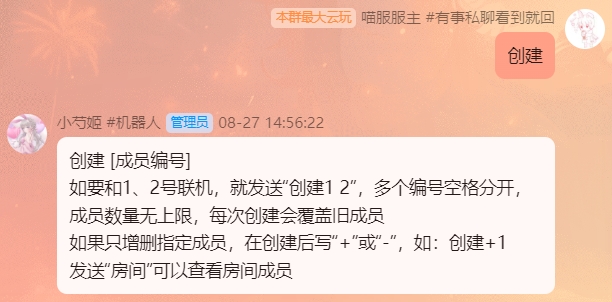 本群最大云玩 喵服服主 #有事私聊看到就回
创建
小芍姬 #机器人 管理员 08-27 14:56:22
创建 [成员编号]
如要和1、2号联机，就发送“创建1 2”，多个编号空格分开，
成员数量无上限，每次创建会覆盖旧成员
如果只增删指定成员，在创建后写“+”或“-”，如：创建+1
发送“房间”可以查看房间成员